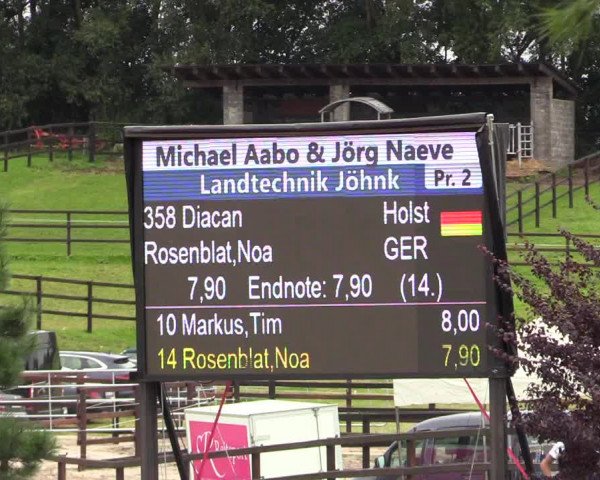 Michael Aabo & Jörg Naeve
Landtechnik Jöhnk Pr. 2
358 Diacan Holst
Rosenblat,Noa GER
7,90 Endnote: 7,90 (14.)
10 Markus,Tim 8,00
14 Rosenblat,Noa 7,90